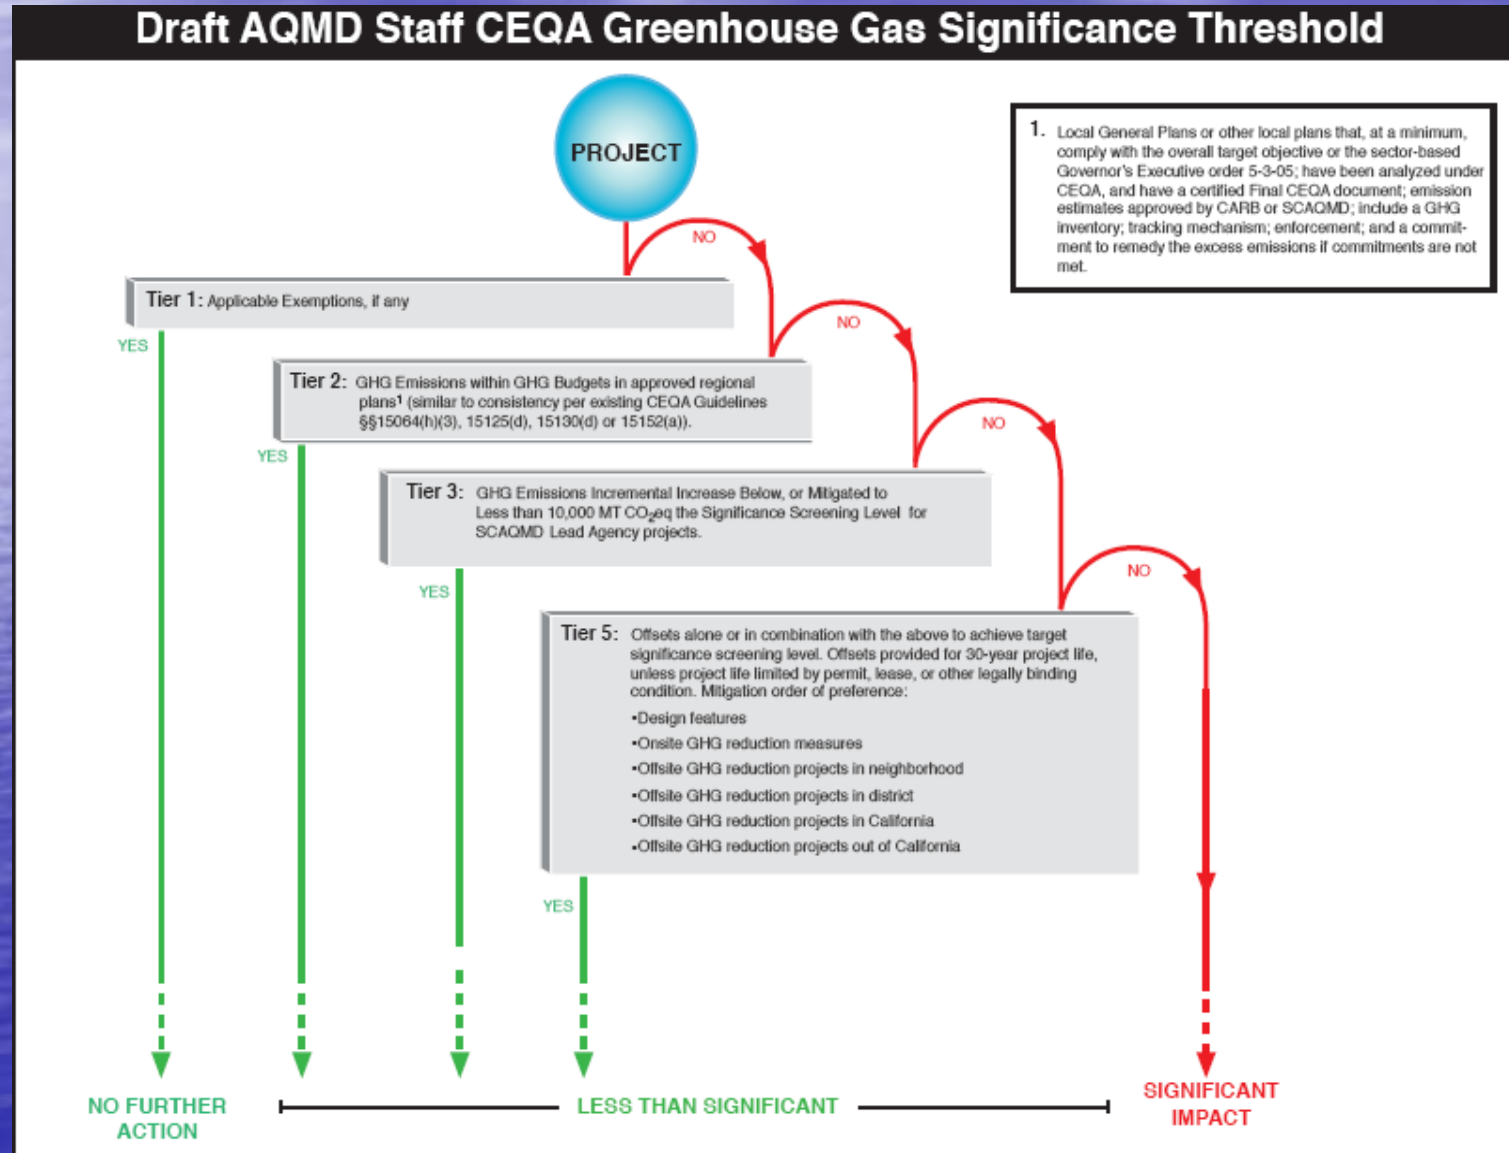 Draft AQMD Staff CEQA Greenhouse Gas Significance Threshold
PROJECT
1. Local General Plans or other local plans that, at a minimum,
comply with the overall target objective or the sector-based
Governor's Executive order 5-3-05; have been analyzed under
CEQA, and have a certified Final CEQA document; emission
estimates approved by CARB or SCAQMD; include a GHG
inventory; tracking mechanism; enforcement; and a commit-
ment to remedy the excess emissions if commitments are not
met.
NO
Tier 1: Applicable Exemptions, if any
YES
NO
Tier 2: GHG Emissions within GHG Budgets in approved regional
plans¹ (similar to consistency per existing CEQA Guidelines
§§15064(h)(3), 15125(d), 15130(d) or 15152(a)).
YES
NO
Tier 3: GHG Emissions Incremental Increase Below, or Mitigated to
Less than 10,000 MT CO₂eq the Significance Screening Level for
SCAQMD Lead Agency projects.
YES
NO
Tier 5: Offsets alone or in combination with the above to achieve target
significance screening level. Offsets provided for 30-year project life,
unless project life limited by permit, lease, or other legally binding
condition. Mitigation order of preference:
•Design features
•Onsite GHG reduction measures
•Offsite GHG reduction projects in neighborhood
•Offsite GHG reduction projects in district
•Offsite GHG reduction projects in California
•Offsite GHG reduction projects out of California
YES
NO FURTHER
ACTION
LESS THAN SIGNIFICANT
SIGNIFICANT
IMPACT